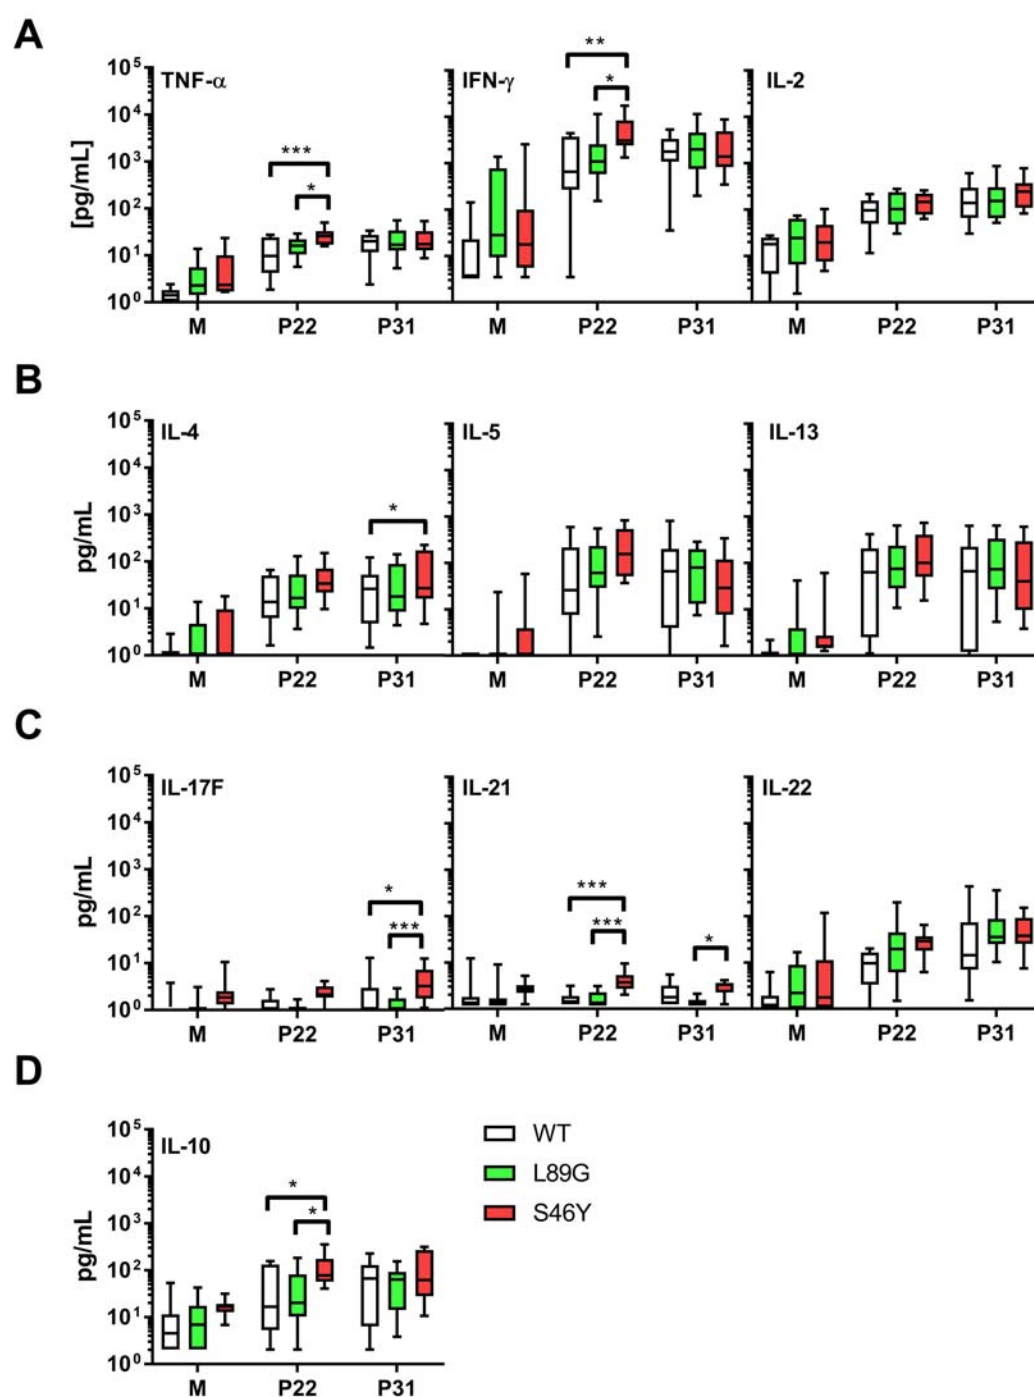 A
TNF-α IFN-γ IL-2
[pg/mL]
10⁵
10⁴
10³
10²
10¹
10⁰
***
*
**
*
M P22 P31 M P22 P31 M P22 P31
B
IL-4 IL-5 IL-13
pg/mL
10⁵
10⁴
10³
10²
10¹
10⁰
*
M P22 P31 M P22 P31 M P22 P31
C
IL-17F IL-21 IL-22
pg/mL
10⁵
10⁴
10³
10²
10¹
10⁰
*
***
***
***
*
M P22 P31 M P22 P31 M P22 P31
D
IL-10
pg/mL
10⁵
10⁴
10³
10²
10¹
10⁰
*
*
M P22 P31
WT
L89G
S46Y